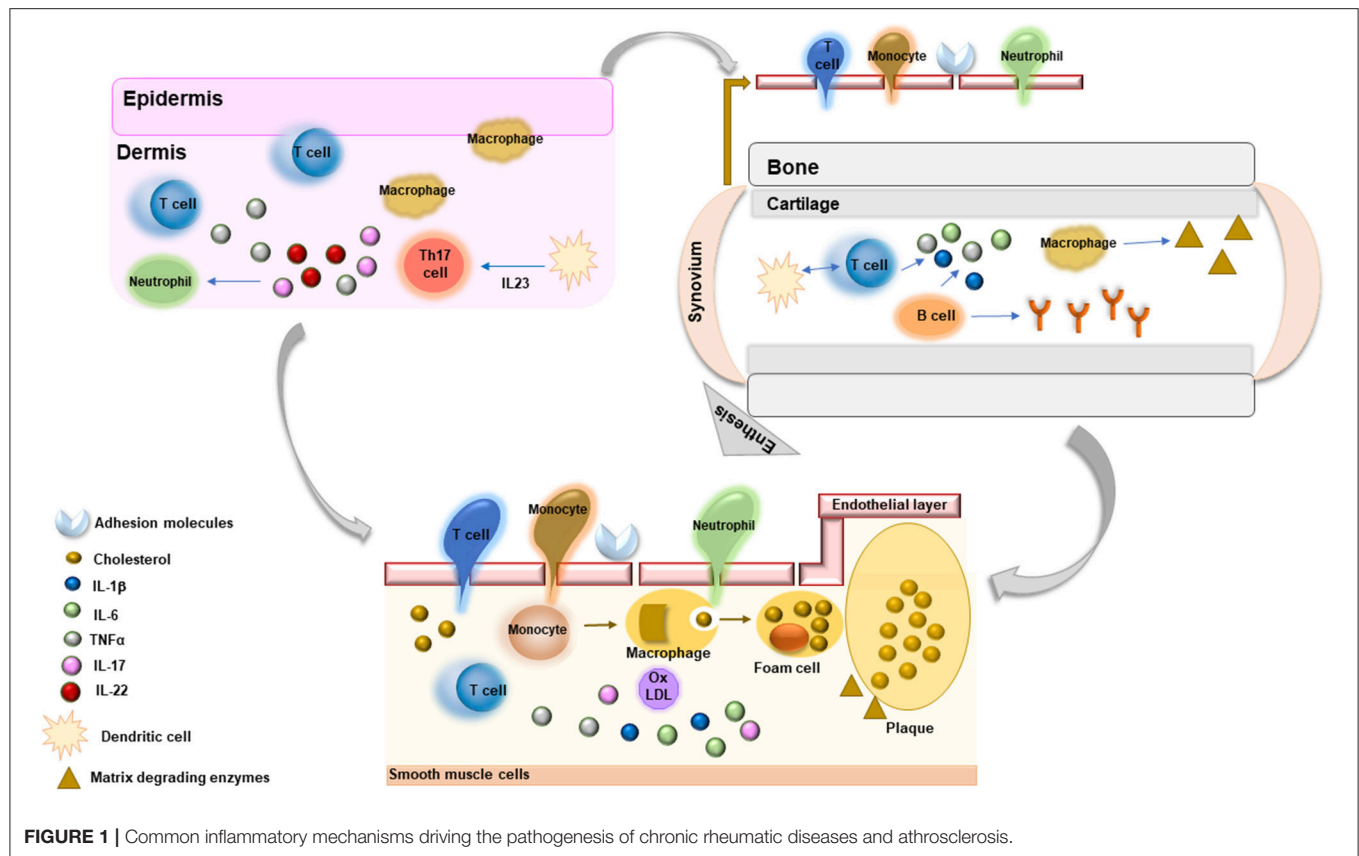 Epidermis
Dermis
T cell
Macrophage
T cell
Macrophage
Neutrophil
Th17
cell
IL23
T
cell
Monocyte
Neutrophil
Bone
Cartilage
Synovium
T cell
Macrophage
B cell
Enthesis
Adhesion molecules
Cholesterol
IL-1β
IL-6
TNFα
IL-17
IL-22
Dendritic cell
Matrix degrading enzymes
T cell
Monocyte
Neutrophil
Endothelial layer
Monocyte
Macrophage
Foam cell
T cell
Ox
LDL
Plaque
Smooth muscle cells
FIGURE 1 | Common inflammatory mechanisms driving the pathogenesis of chronic rheumatic diseases and athrosclerosis.